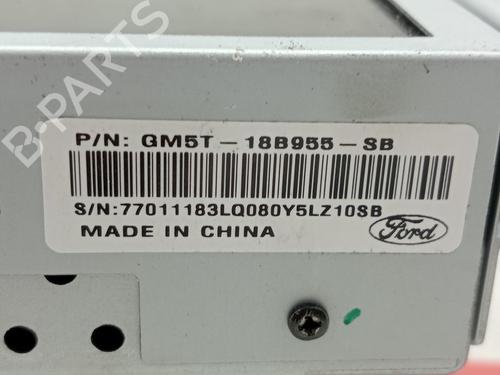 B-PARTS
P/N: GM5T-18B955-SB
S/N:77011183LQ080Y5LZ10SB
MADE IN CHINA
Ford